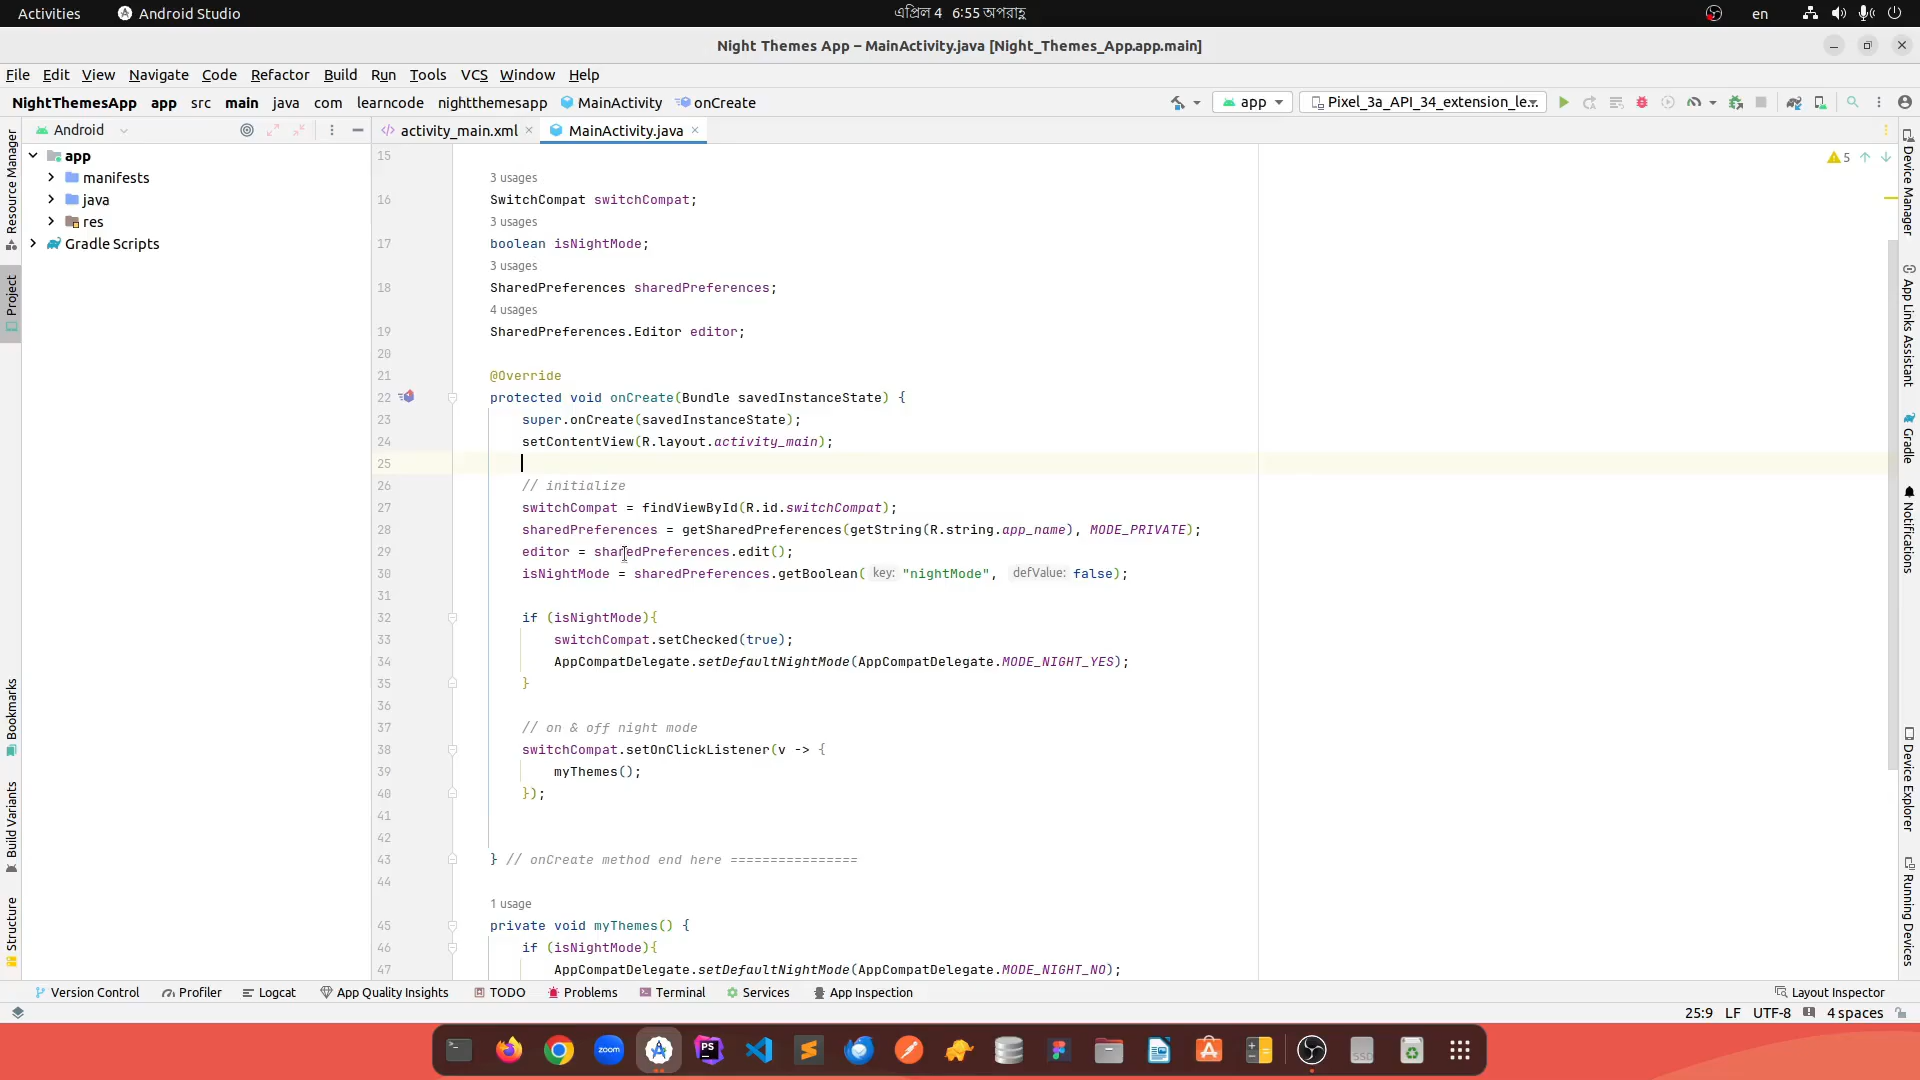 Activities
Android Studio
এপ্রিল 4 6:55 অপরাহ্ণ
en
Night Themes App – MainActivity.java [Night_Themes_App.app.main]
File Edit View Navigate Code Refactor Build Run Tools VCS Window Help
NightThemesApp app src main java com learncode nightthemesapp MainActivity onCreate
app
Pixel_3a_API_34_extension_le...
Android
activity_main.xml
MainActivity.java
app
manifests
java
res
Gradle Scripts
Resource Manager
Project
Bookmarks
Build Variants
Structure
5
15
3 usages
16 SwitchCompat switchCompat;
3 usages
17 boolean isNightMode;
3 usages
18 SharedPreferences sharedPreferences;
4 usages
19 SharedPreferences.Editor editor;
20
21 @Override
22 protected void onCreate(Bundle savedInstanceState) {
23 super.onCreate(savedInstanceState);
24 setContentView(R.layout.activity_main);
25
26 // initialize
27 switchCompat = findViewById(R.id.switchCompat);
28 sharedPreferences = getSharedPreferences(getString(R.string.app_name), MODE_PRIVATE);
29 editor = sharedPreferences.edit();
30 isNightMode = sharedPreferences.getBoolean( key: "nightMode", defValue: false);
31
32 if (isNightMode){
33 switchCompat.setChecked(true);
34 AppCompatDelegate.setDefaultNightMode(AppCompatDelegate.MODE_NIGHT_YES);
35 }
36
37 // on & off night mode
38 switchCompat.setOnClickListener(v -> {
39 myThemes();
40 });
41
42
43 } // onCreate method end here ================
44
1 usage
45 private void myThemes() {
46 if (isNightMode){
47 AppCompatDelegate.setDefaultNightMode(AppCompatDelegate.MODE_NIGHT_NO);
Device Manager
App Links Assistant
Gradle
Notifications
Device Explorer
Running Devices
Version Control Profiler Logcat App Quality Insights TODO Problems Terminal Services App Inspection
Layout Inspector
25:9 LF UTF-8 4 spaces
zoom
PS
SSD